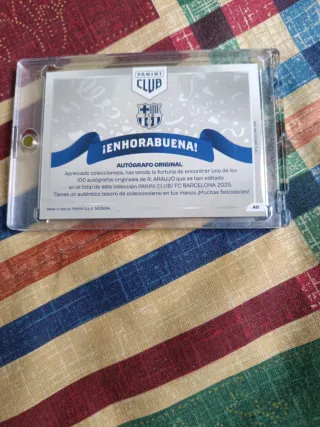 PANINI
CLUB
¡ENHORABUENA!
AUTÓGRAFO ORIGINAL
Apreciado coleccionista, has tenido la fortuna de encontrar uno de los
100 autógrafos originales de R. ARAUJO que se han editado
en el total de esta colección PANINI CLUB/ FC BARCELONA 2025.
Tienes un auténtico tesoro de coleccionismo en tus manos ¡Muchas felicidades!
AO